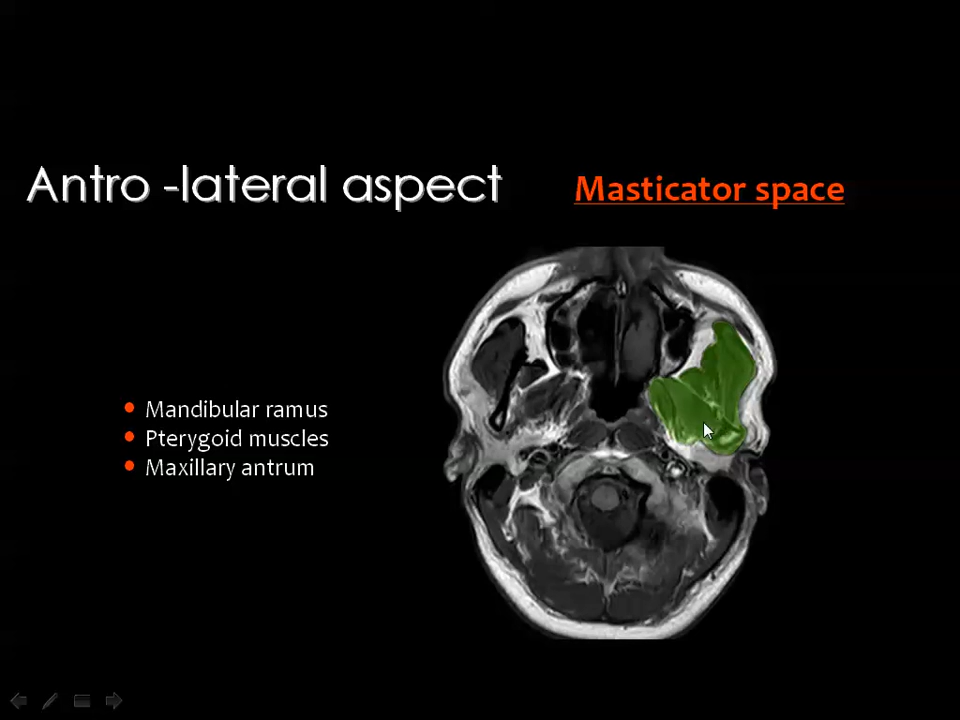 Antro -lateral aspect
Masticator space
Mandibular ramus
Pterygoid muscles
Maxillary antrum